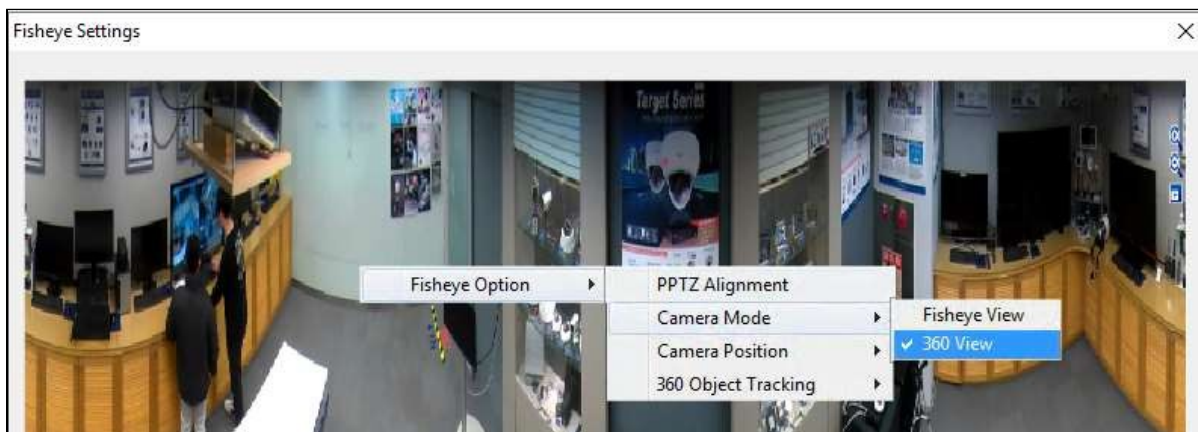 Fisheye Settings
Target Series
Fisheye Option
PPTZ Alignment
Camera Mode
Fisheye View
360 View
Camera Position
360 Object Tracking